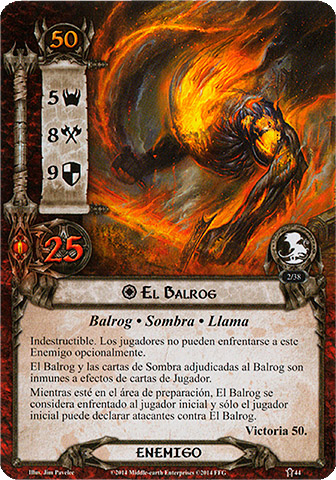 50
5
8
9
25
2/38
El Balrog
Balrog • Sombra • Llama
Indestructible. Los jugadores no pueden enfrentarse a este
Enemigo opcionalmente.
El Balrog y las cartas de Sombra adjudicadas al Balrog son
inmunes a efectos de cartas de Jugador.
Mientras esté en el área de preparación, El Balrog se
considera enfrentado al jugador inicial y sólo el jugador
inicial puede declarar atacantes contra El Balrog.
Victoria 50.
ENEMIGO
Illus. Jim Pavelec
©2014 Middle-earth Enterprises ©2014 FFG
44